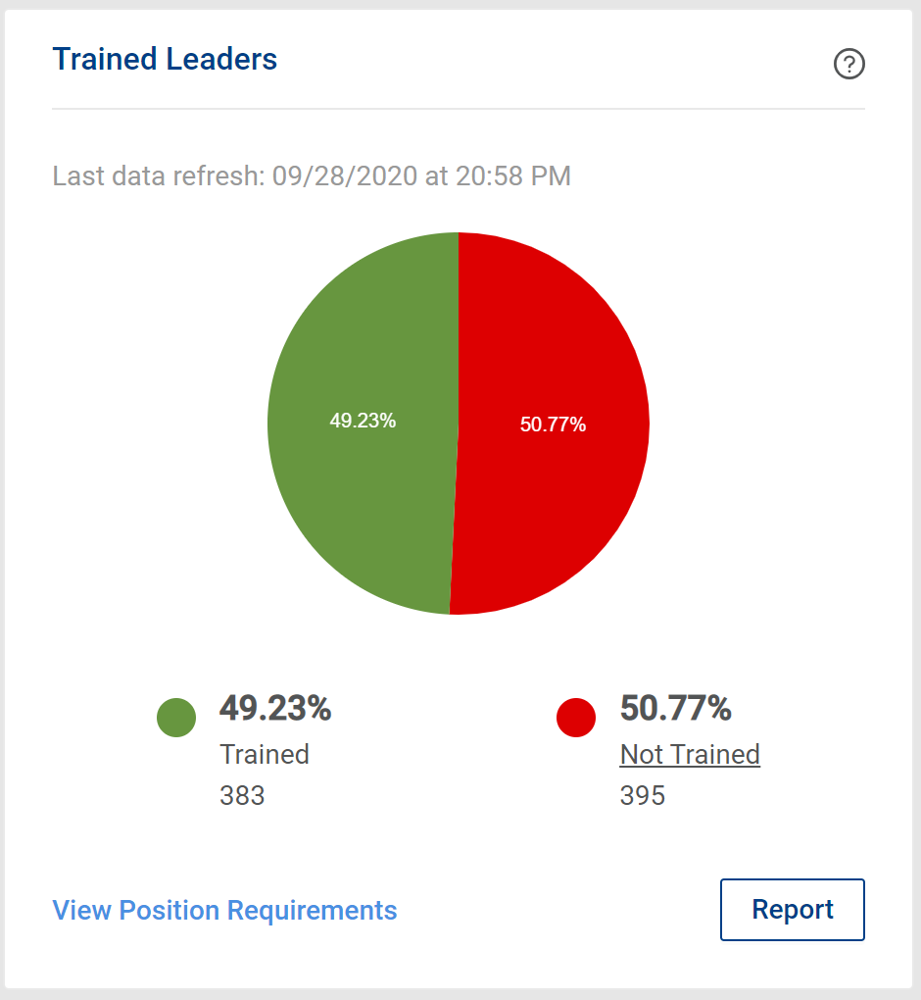 Trained Leaders
?
Last data refresh: 09/28/2020 at 20:58 PM
49.23%
50.77%
49.23%
Trained
383
50.77%
Not Trained
395
View Position Requirements
Report